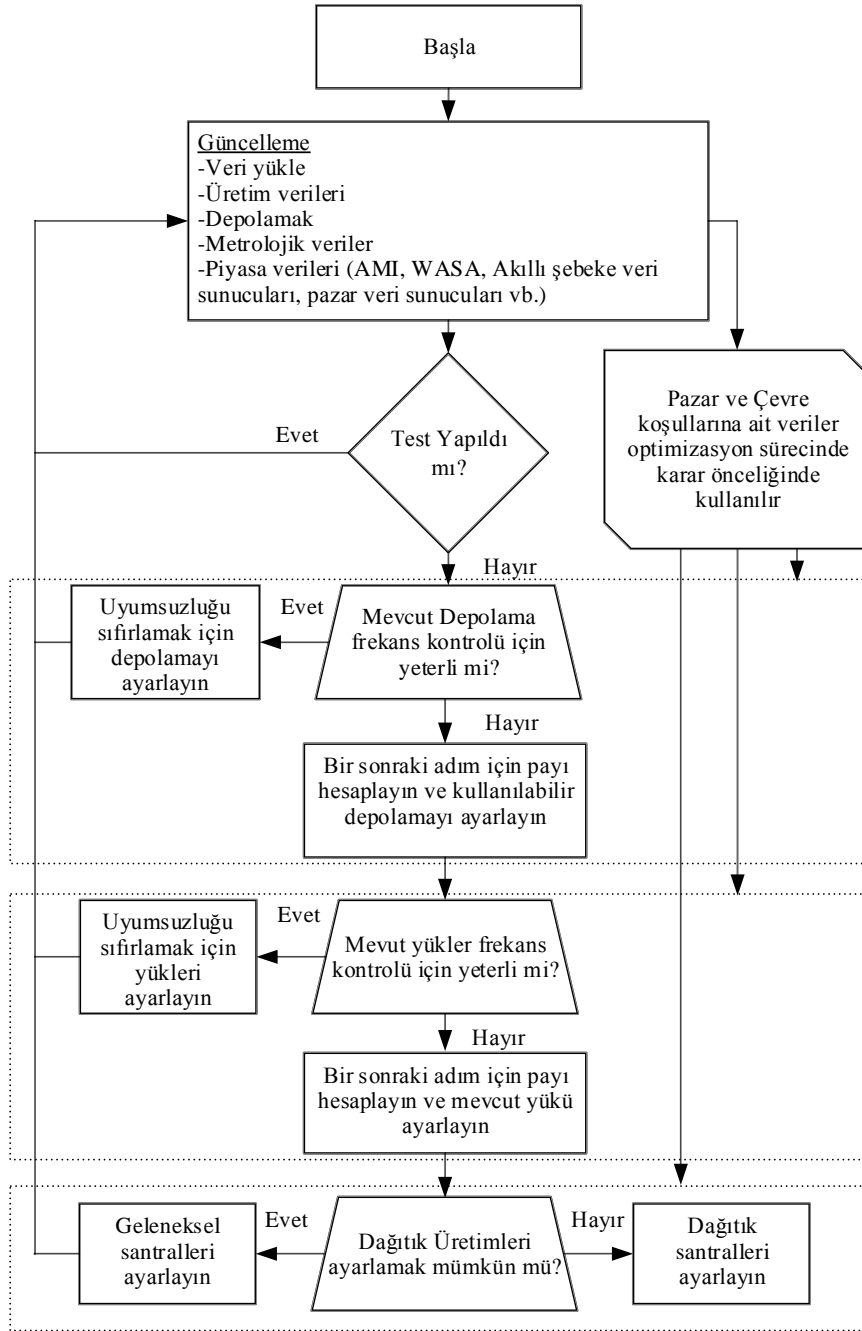 Başla
Güncelleme
-Veri yükle
-Üretim verileri
-Depolamak
-Metrolojik veriler
-Piyasa verileri (AMI, WASA, Akıllı şebeke veri
sunucuları, pazar veri sunucuları vb.)
Evet
Test Yapıldı
mı?
Pazar ve Çevre
koşullarına ait veriler
optimizasyon sürecinde
karar önceliğinde
kullanılır
Hayır
Uyumsuzluğu
sıfırlamak için
depolamayı
ayarlayın
Evet
Mevcut Depolama
frekans kontrolü için
yeterli mi?
Hayır
Bir sonraki adım için payı
hesaplayın ve kullanılabilir
depolamayı ayarlayın
Uyumsuzluğu
sıfırlamak için
yükleri
ayarlayın
Evet
Mevut yükler frekans
kontrolü için yeterli mi?
Hayır
Bir sonraki adım için payı
hesaplayın ve mevcut yükü
ayarlayın
Geleneksel
santralleri
ayarlayın
Evet
Dağıtık Üretimleri
ayarlamak mümkün mü?
Hayır
Dağıtık
santralleri
ayarlayın